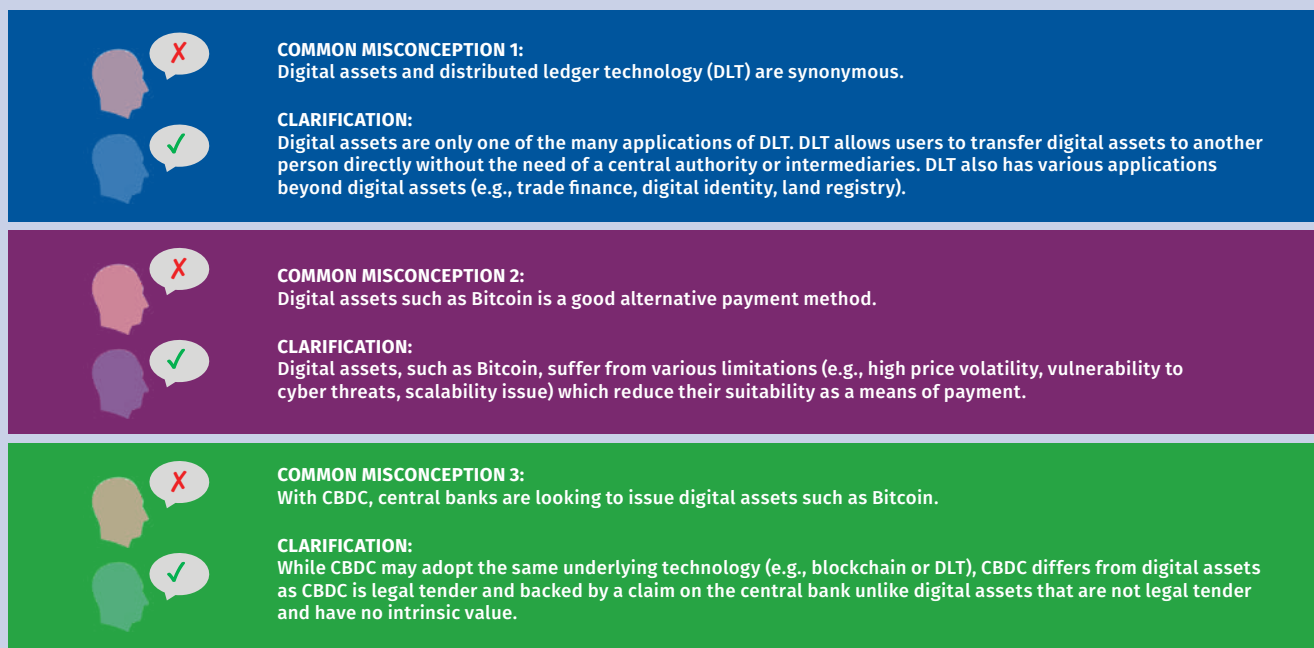 COMMON MISCONCEPTION 1:
Digital assets and distributed ledger technology (DLT) are synonymous.
CLARIFICATION:
Digital assets are only one of the many applications of DLT. DLT allows users to transfer digital assets to another
person directly without the need of a central authority or intermediaries. DLT also has various applications
beyond digital assets (e.g., trade finance, digital identity, land registry).
COMMON MISCONCEPTION 2:
Digital assets such as Bitcoin is a good alternative payment method.
CLARIFICATION:
Digital assets, such as Bitcoin, suffer from various limitations (e.g., high price volatility, vulnerability to
cyber threats, scalability issue) which reduce their suitability as a means of payment.
COMMON MISCONCEPTION 3:
With CBDC, central banks are looking to issue digital assets such as Bitcoin.
CLARIFICATION:
While CBDC may adopt the same underlying technology (e.g., blockchain or DLT), CBDC differs from digital assets
as CBDC is legal tender and backed by a claim on the central bank unlike digital assets that are not legal tender
and have no intrinsic value.